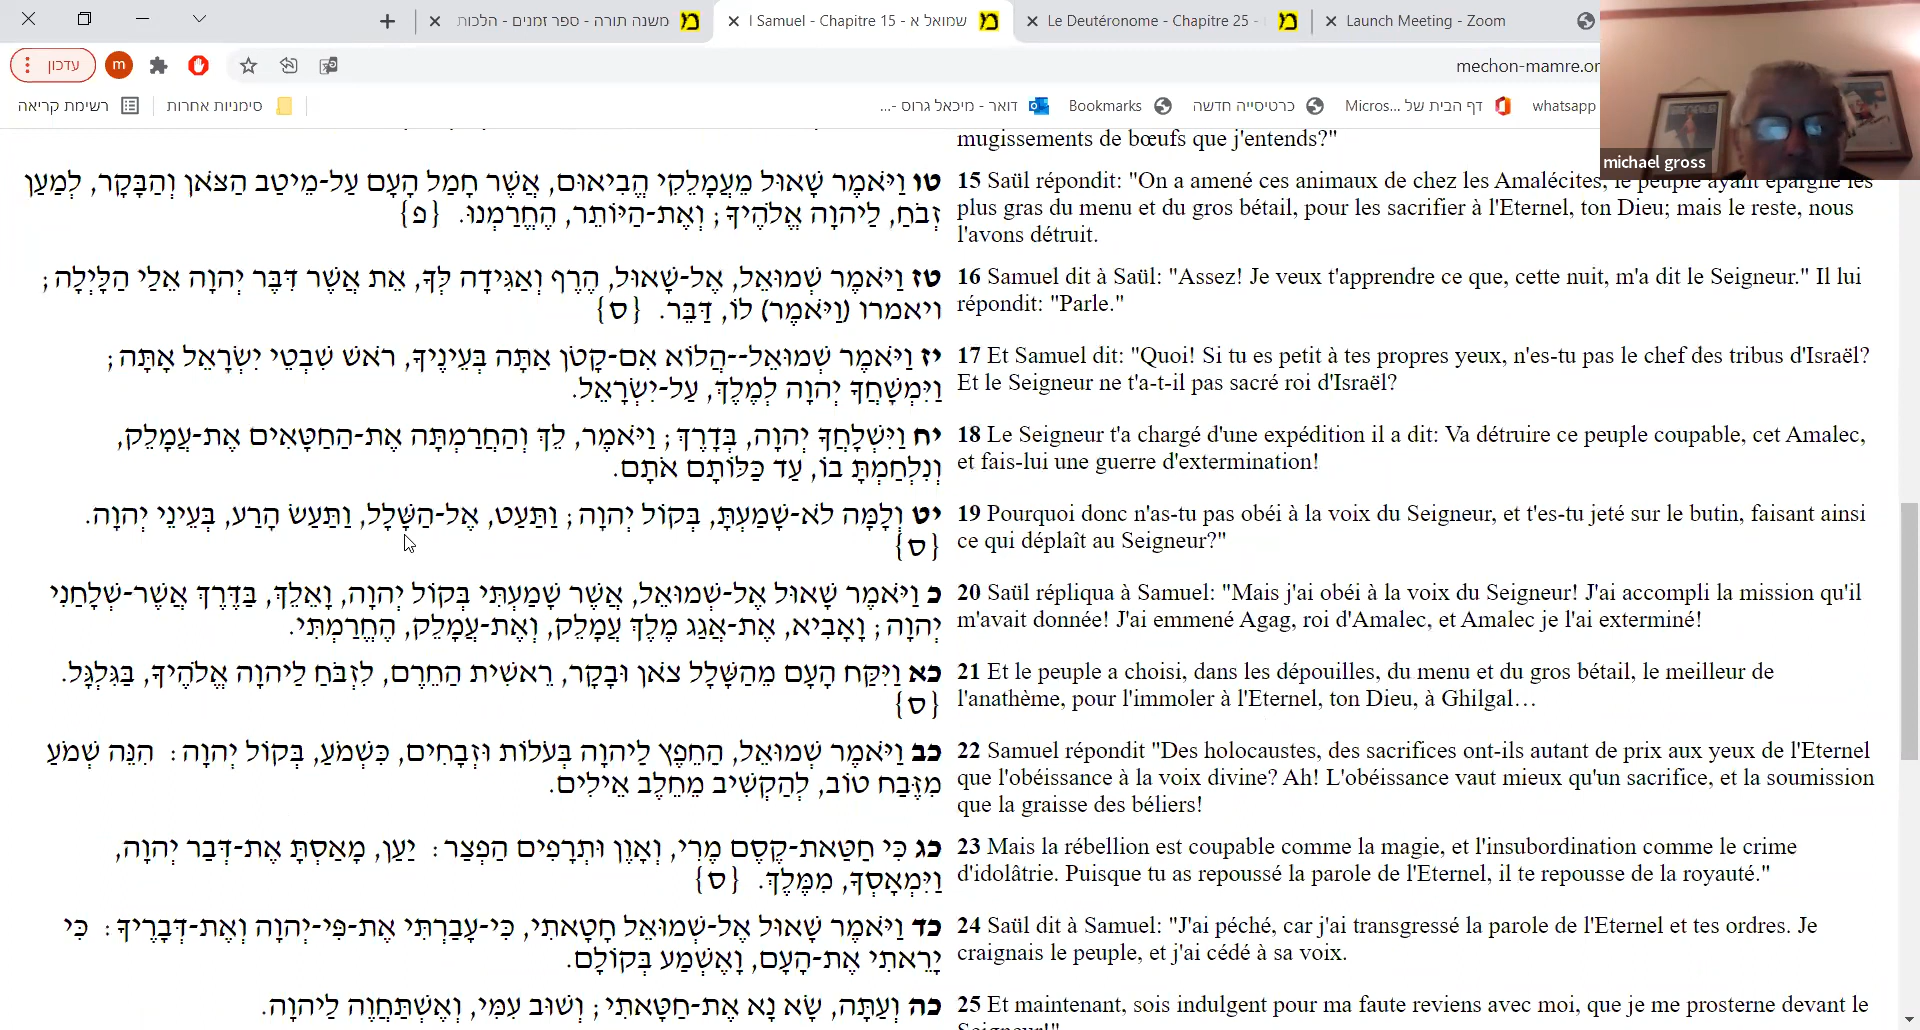 משנה תורה - ספר זמנים - הלכות
I Samuel - Chapitre 15 - שמואל א
Le Deutéronome - Chapitre 25 -
Launch Meeting - Zoom
עדכון
m
mechon-mamre.or
רשימת קריאה
סימניות אחרות
דואר - מיכאל גרוס -...
Bookmarks
כרטיסייה חדשה
דף הבית של Micros...
whatsapp
michael gross
mugissements de bœufs que j'entends?"
טו וַיֹּאמֶר שָׁאוּל מֵעֲמָלֵקִי הֱבִיאוּם, אֲשֶׁר חָמַל הָעָם עַל-מֵיטַב הַצֹּאן וְהַבָּקָר, לְמַעַן
זְבֹחַ, לַיהוָה אֱלֹהֶיךָ; וְאֶת-הַיּוֹתֵר, הֶחֱרַמְנוּ. {פ}
15 Saül répondit: "On a amené ces animaux de chez les Amalécites, le peuple ayant épargné les
plus gras du menu et du gros bétail, pour les sacrifier à l'Eternel, ton Dieu; mais le reste, nous
l'avons détruit.
טז וַיֹּאמֶר שְׁמוּאֵל, אֶל-שָׁאוּל, הֶרֶף וְאַגִּידָה לְּךָ, אֵת אֲשֶׁר דִּבֶּר יְהוָה אֵלַי הַלָּיְלָה;
ויאמרו (וַיֹּאמֶר) לוֹ, דַּבֵּר. {ס}
16 Samuel dit à Saül: "Assez! Je veux t'apprendre ce que, cette nuit, m'a dit le Seigneur." Il lui
répondit: "Parle."
יז וַיֹּאמֶר שְׁמוּאֵל--הֲלוֹא אִם-קָטֹן אַתָּה בְּעֵינֶיךָ, רֹאשׁ שִׁבְטֵי יִשְׂרָאֵל אָתָּה;
וַיִּמְשָׁחֲךָ יְהוָה לְמֶלֶךְ, עַל-יִשְׂרָאֵל.
17 Et Samuel dit: "Quoi! Si tu es petit à tes propres yeux, n'es-tu pas le chef des tribus d'Israël?
Et le Seigneur ne t'a-t-il pas sacré roi d'Israël?
יח וַיִּשְׁלָחֲךָ יְהוָה, בְּדָרֶךְ; וַיֹּאמֶר, לֵךְ וְהַחֲרַמְתָּה אֶת-הַחַטָּאִים אֶת-עֲמָלֵק,
וְנִלְחַמְתָּ בוֹ, עַד כַּלּוֹתָם אֹתָם.
18 Le Seigneur t'a chargé d'une expédition il a dit: Va détruire ce peuple coupable, cet Amalec,
et fais-lui une guerre d'extermination!
יט וְלָמָּה לֹא-שָׁמַעְתָּ, בְּקוֹל יְהוָה; וַתַּעַט, אֶל-הַשָּׁלָל, וַתַּעַשׂ הָרַע, בְּעֵינֵי יְהוָה.
{ס}
19 Pourquoi donc n'as-tu pas obéi à la voix du Seigneur, et t'es-tu jeté sur le butin, faisant ainsi
ce qui déplaît au Seigneur?"
כ וַיֹּאמֶר שָׁאוּל אֶל-שְׁמוּאֵל, אֲשֶׁר שָׁמַעְתִּי בְּקוֹל יְהוָה, וָאֵלֵךְ, בַּדֶּרֶךְ אֲשֶׁר-שְׁלָחַנִי
יְהוָה; וָאָבִיא, אֶת-אֲגַג מֶלֶךְ עֲמָלֵק, וְאֶת-עֲמָלֵק, הֶחֱרַמְתִּי.
20 Saül répliqua à Samuel: "Mais j'ai obéi à la voix du Seigneur! J'ai accompli la mission qu'il
m'avait donnée! J'ai emmené Agag, roi d'Amalec, et Amalec je l'ai exterminé!
כא וַיִּקַּח הָעָם מֵהַשָּׁלָל צֹאן וּבָקָר, רֵאשִׁית הַחֵרֶם, לִזְבֹּחַ לַיהוָה אֱלֹהֶיךָ, בַּגִּלְגָּל.
{ס}
21 Et le peuple a choisi, dans les dépouilles, du menu et du gros bétail, le meilleur de
l'anathème, pour l'immoler à l'Eternel, ton Dieu, à Ghilgal…
כב וַיֹּאמֶר שְׁמוּאֵל, הַחֵפֶץ לַיהוָה בְּעֹלוֹת וּזְבָחִים, כִּשְׁמֹעַ, בְּקוֹל יְהוָה: הִנֵּה שְׁמֹעַ
מִזֶּבַח טוֹב, לְהַקְשִׁיב מֵחֵלֶב אֵילִים.
22 Samuel répondit "Des holocaustes, des sacrifices ont-ils autant de prix aux yeux de l'Eternel
que l'obéissance à la voix divine? Ah! L'obéissance vaut mieux qu'un sacrifice, et la soumission
que la graisse des béliers!
כג כִּי חַטַּאת-קֶסֶם מֶרִי, וְאָוֶן וּתְרָפִים הַפְצַר: יַעַן, מָאַסְתָּ אֶת-דְּבַר יְהוָה,
וַיִּמְאָסְךָ, מִמֶּלֶךְ. {ס}
23 Mais la rébellion est coupable comme la magie, et l'insubordination comme le crime
d'idolâtrie. Puisque tu as repoussé la parole de l'Eternel, il te repousse de la royauté."
כד וַיֹּאמֶר שָׁאוּל אֶל-שְׁמוּאֵל חָטָאתִי, כִּי-עָבַרְתִּי אֶת-פִּי-יְהוָה וְאֶת-דְּבָרֶיךָ: כִּי
יָרֵאתִי אֶת-הָעָם, וָאֶשְׁמַע בְּקוֹלָם.
24 Saül dit à Samuel: "J'ai péché, car j'ai transgressé la parole de l'Eternel et tes ordres. Je
craignais le peuple, et j'ai cédé à sa voix.
כה וְעַתָּה, שָׂא נָא אֶת-חַטָּאתִי; וְשׁוּב עִמִּי, וְאֶשְׁתַּחֲוֶה לַיהוָה.
25 Et maintenant, sois indulgent pour ma faute reviens avec moi, que je me prosterne devant le